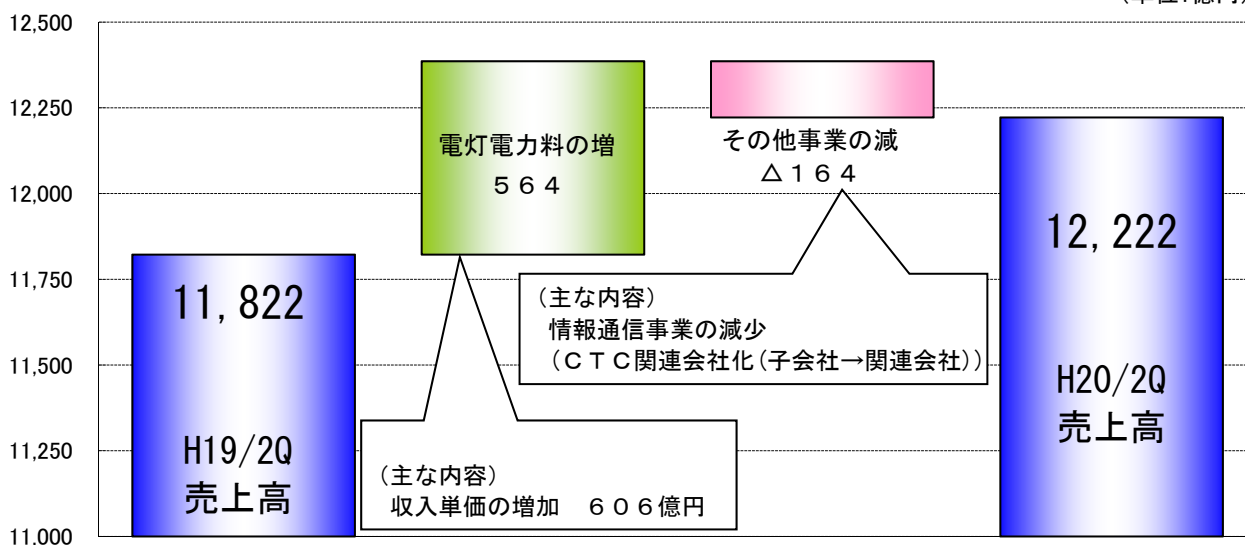 (単位:億円)
12,500
12,250
12,000
11,750
11,500
11,250
11,000
11,822
H19/2Q
売上高
電灯電力料の増
５６４
(主な内容)
収入単価の増加　６０６億円
その他事業の減
△１６４
(主な内容)
情報通信事業の減少
(ＣＴＣ関連会社化(子会社→関連会社))
12,222
H20/2Q
売上高